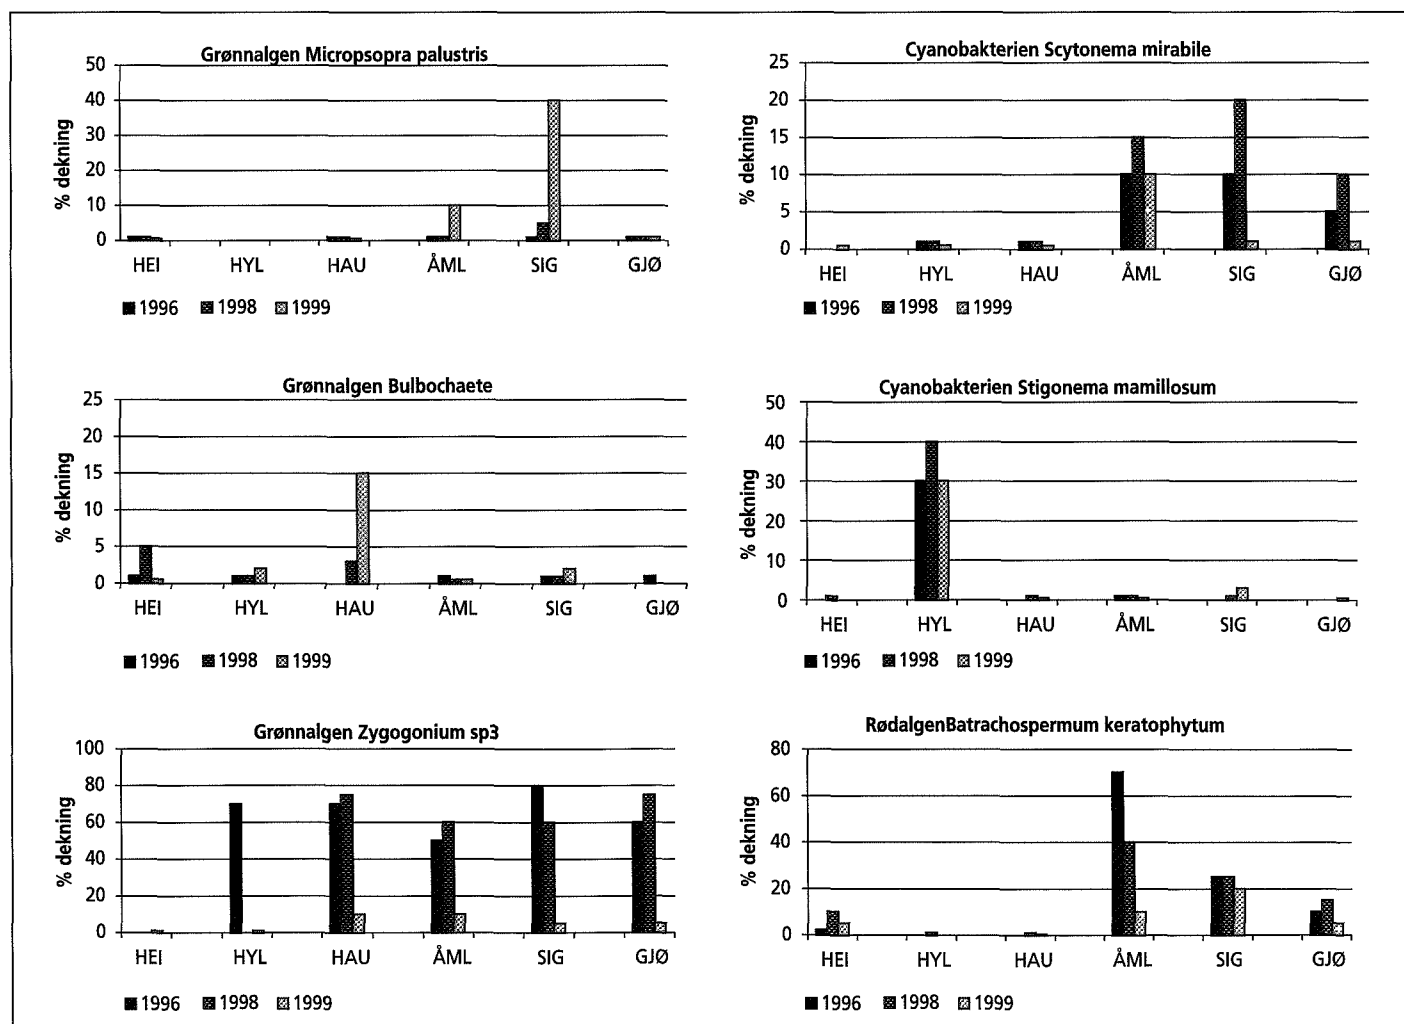 Grønnalgen Micropsopra palustris
% dekning
50
40
30
20
10
0
HEI HYL HAU ÅML SIG GJØ
1996 1998 1999
Cyanobakterien Scytonema mirabile
% dekning
25
20
15
10
5
0
HEI HYL HAU ÅML SIG GJØ
1996 1998 1999
Grønnalgen Bulbochaete
% dekning
25
20
15
10
5
0
HEI HYL HAU ÅML SIG GJØ
1996 1998 1999
Cyanobakterien Stigonema mamillosum
% dekning
50
40
30
20
10
0
HEI HYL HAU ÅML SIG GJØ
1996 1998 1999
Grønnalgen Zygogonium sp3
% dekning
100
80
60
40
20
0
HEI HYL HAU ÅML SIG GJØ
1996 1998 1999
RødalgenBatrachospermum keratophytum
% dekning
80
60
40
20
0
HEI HYL HAU ÅML SIG GJØ
1996 1998 1999